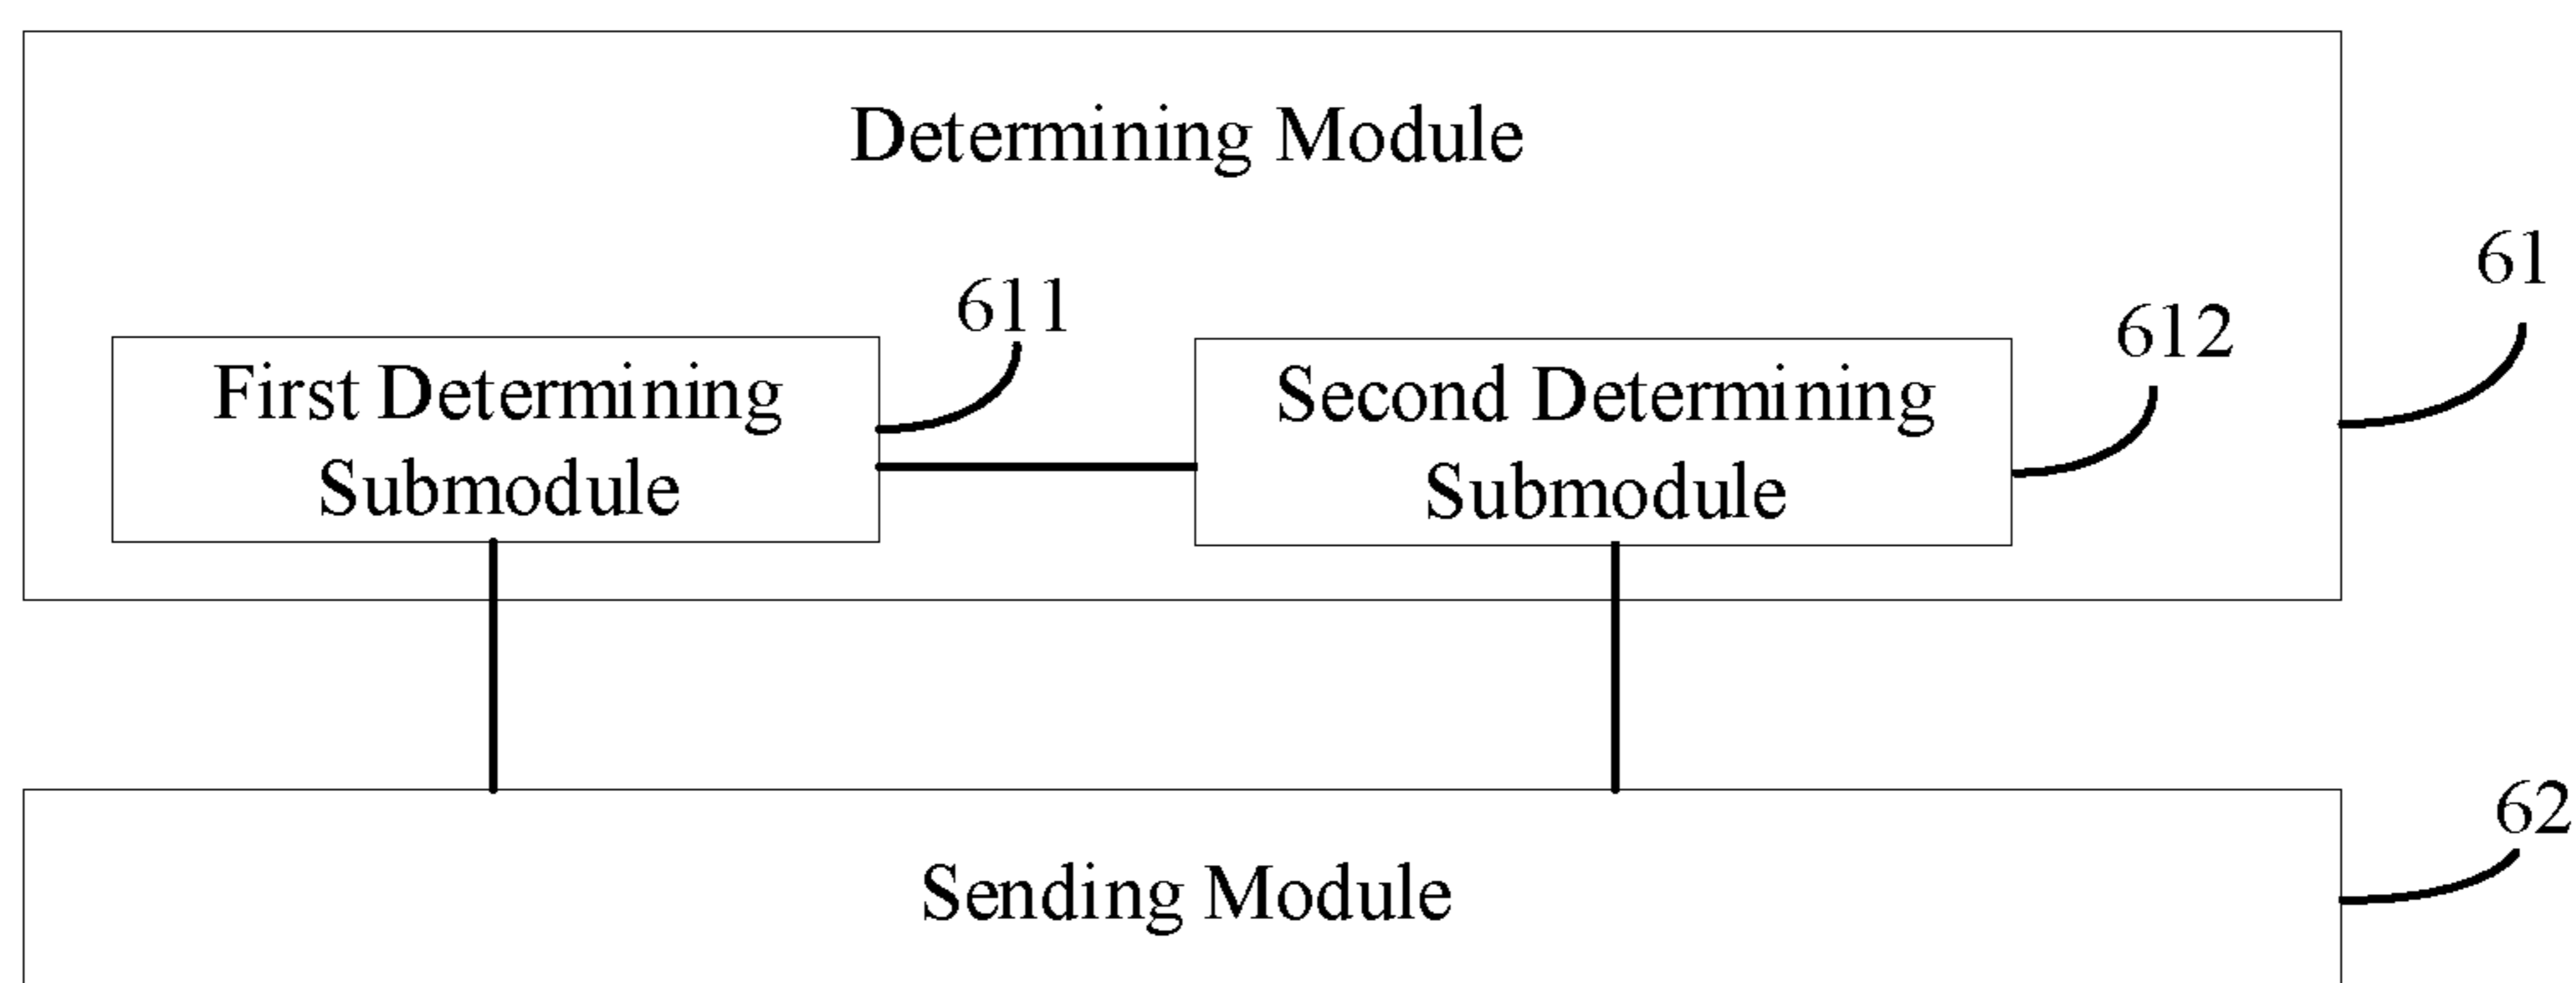 Determining Module
61
611
612
First Determining
Submodule
Second Determining
Submodule
62
Sending Module